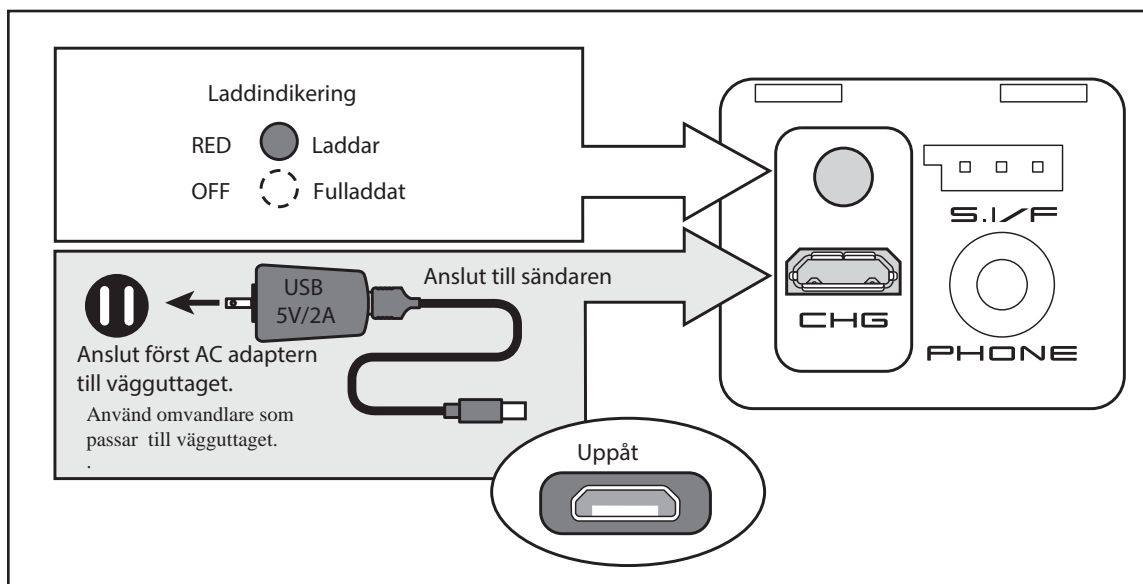 Laddindikering
RED Laddar
OFF Fulladdat
S.I/F
CHG
PHONE
USB
5V/2A
Anslut till sändaren
Anslut först AC adaptern
till vägguttaget.
Använd omvandlare som
passar till vägguttaget.
.
Uppåt